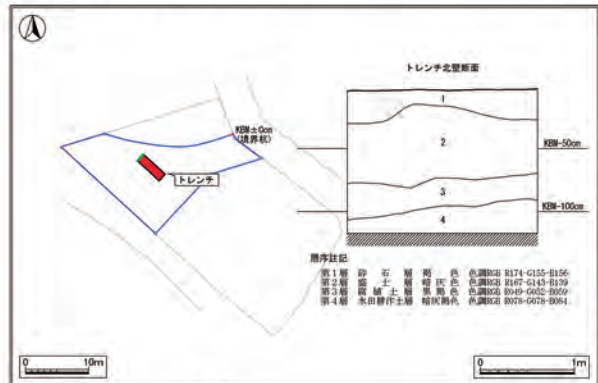 トレンチ北壁断面
KBM±0cm
(境界杭)
トレンチ
1
2
3
4
KBM-50cm
KBM-100cm
層序註記
第1層 砕石層 褐色 色調RGB R174-G155-B156
第2層 盛土層 暗灰色 色調RGB R167-G143-B139
第3層 腐植土層 黒褐色 色調RGB R049-G052-B059
第4層 水田耕作土層 暗灰褐色 色調RGB R078-G078-B084
0 10m
0 1m